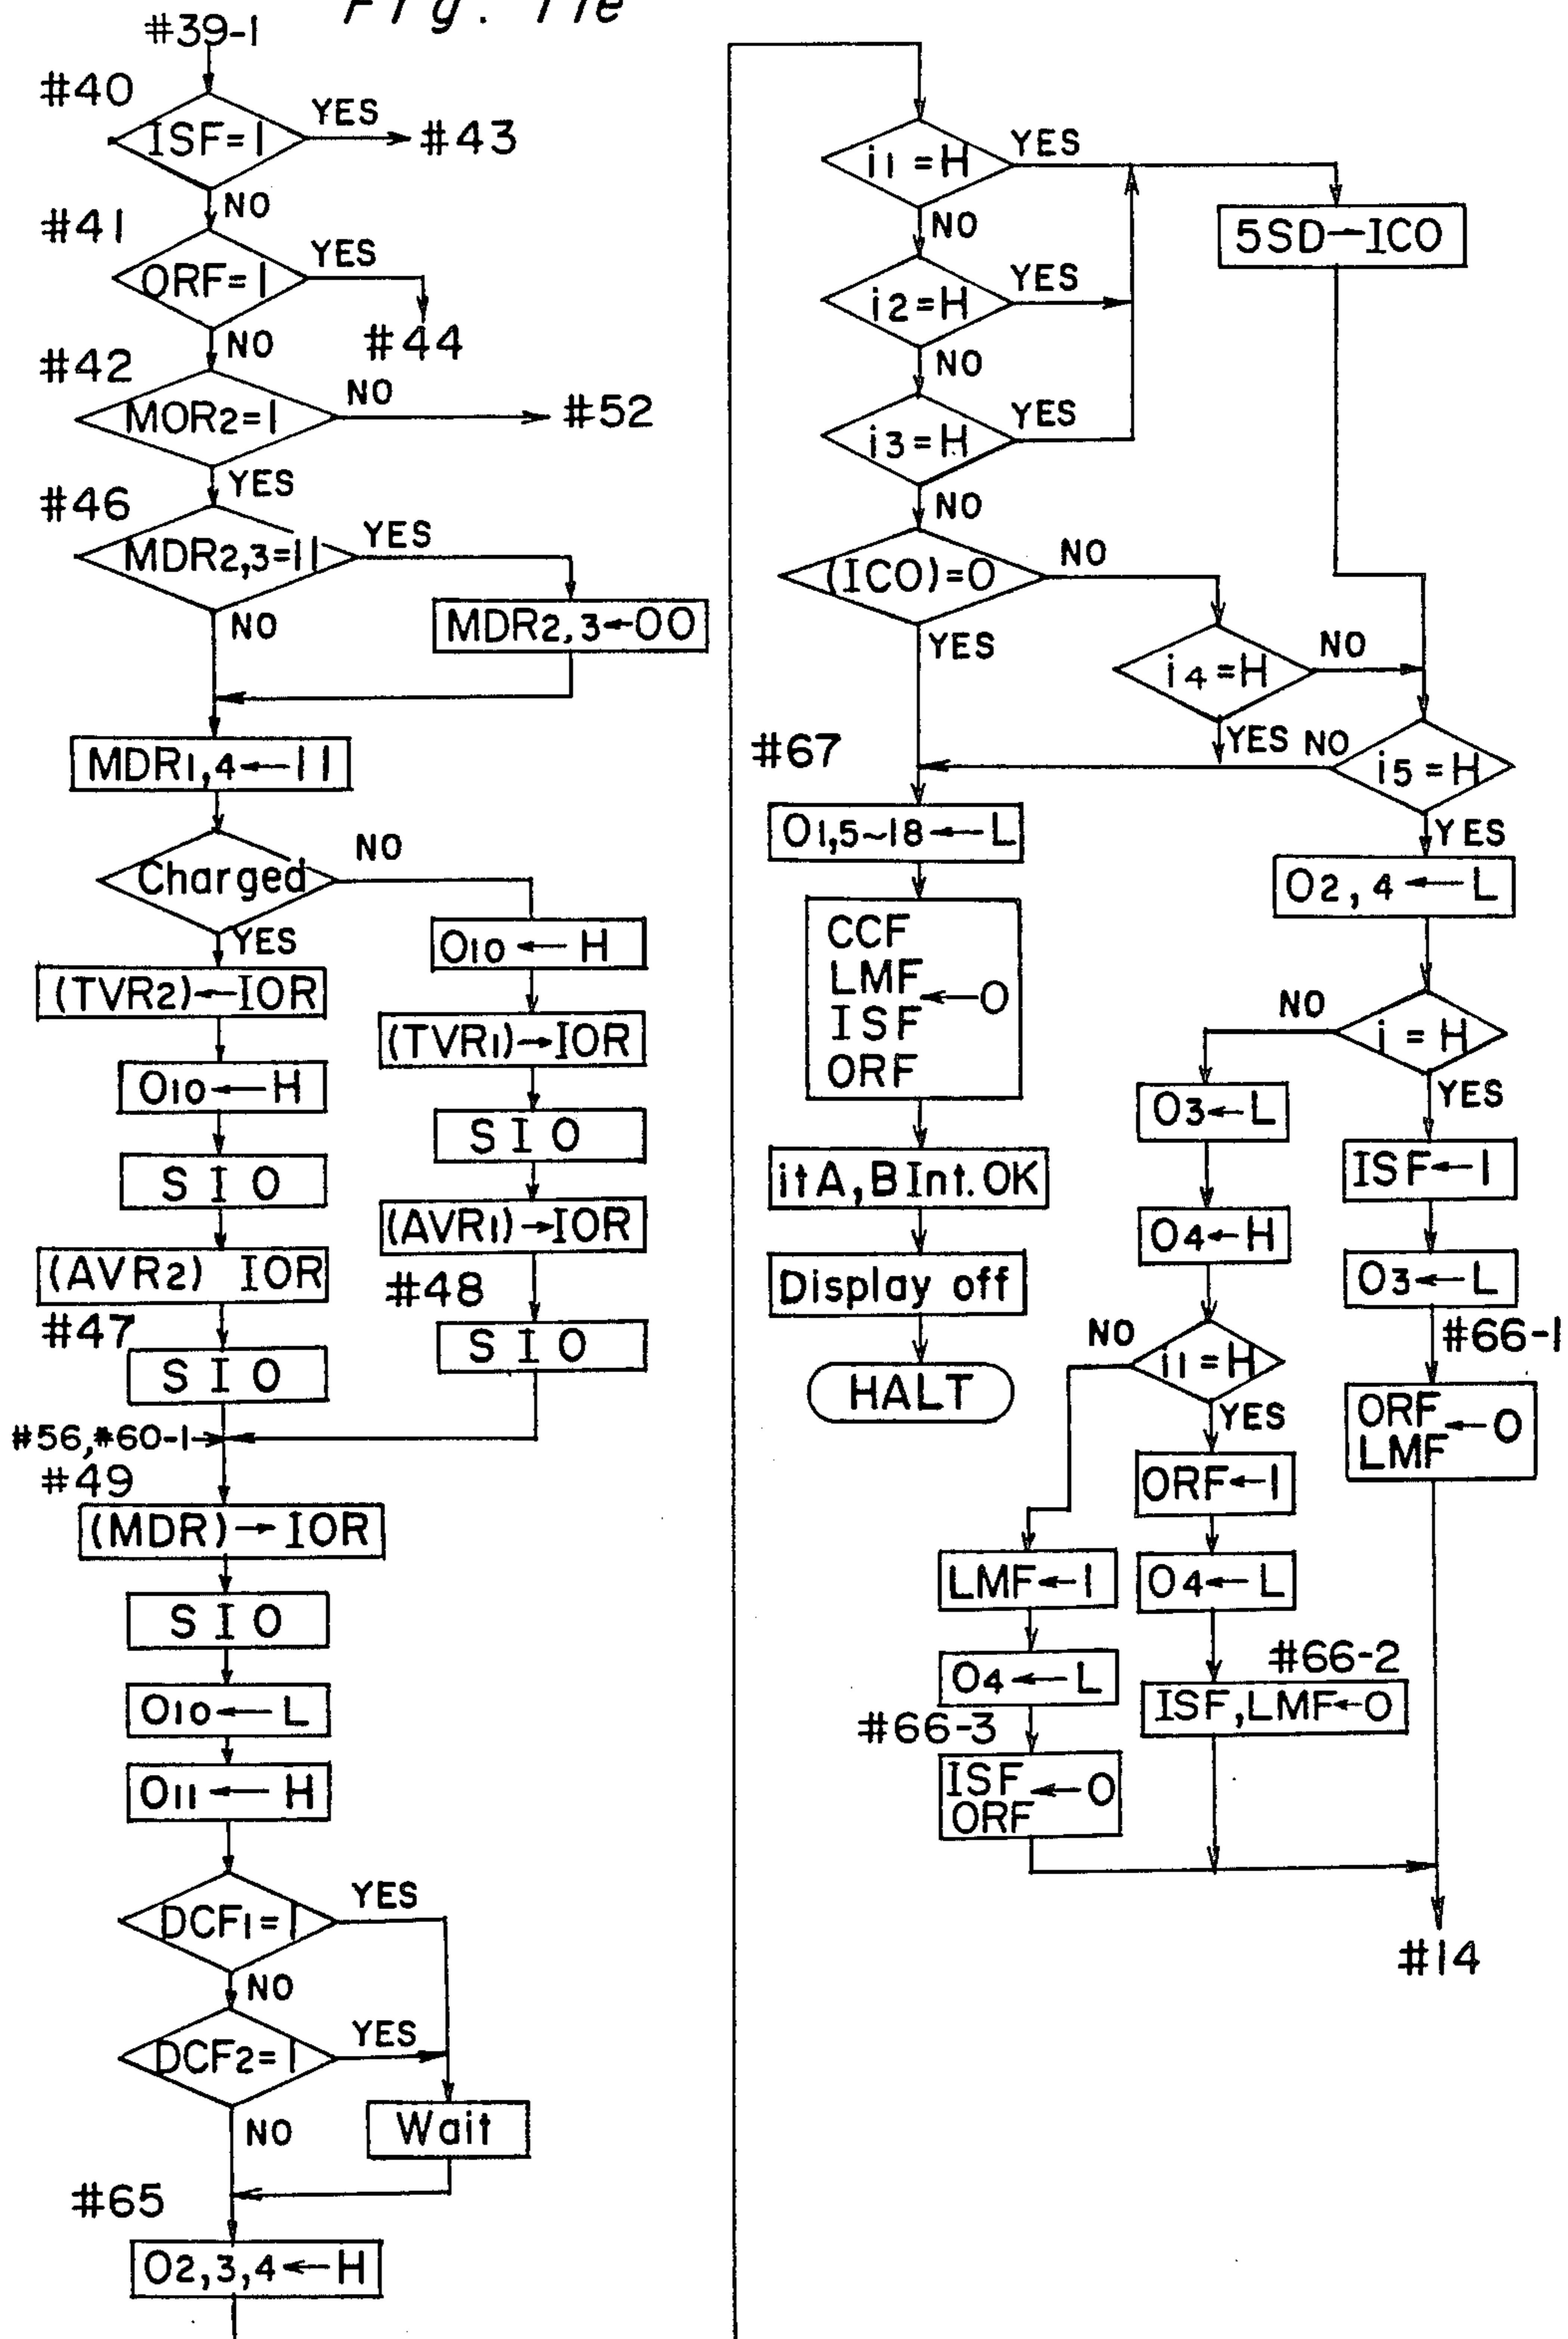 Fig. 11e
#39-1
#40
ISF=1
YES
#43
NO
#41
ORF=1
YES
#44
NO
#42
MOR2=1
NO
#52
YES
#46
MDR2,3=11
YES
MDR2,3←00
NO
MDR1,4←11
Charged
NO
YES
(TVR2)←IOR
O10←H
SIO
(AVR2) IOR
#47
SIO
O10←H
(TVR1)→IOR
SIO
(AVR1)→IOR
#48
SIO
#56,#60-1
#49
(MDR)→IOR
SIO
O10←L
O11←H
DCF1=1
YES
NO
DCF2=1
YES
Wait
NO
#65
O2,3,4←H
i1=H
YES
5SD—ICO
NO
i2=H
YES
NO
i3=H
YES
NO
(ICO)=0
NO
YES
i4=H
NO
YES
NO
i5=H
#67
YES
O1,5~18←L
CCF
LMF
ISF
ORF
←0
itA,B Int. OK
Display off
HALT
O2,4←L
i=H
NO
YES
O3←L
O4←H
i1=H
NO
YES
ISF←1
O3←L
#66-1
ORF
LMF
←0
ORF←1
O4←L
#66-2
ISF,LMF←0
LMF←1
O4←L
#66-3
ISF
ORF
←0
#14